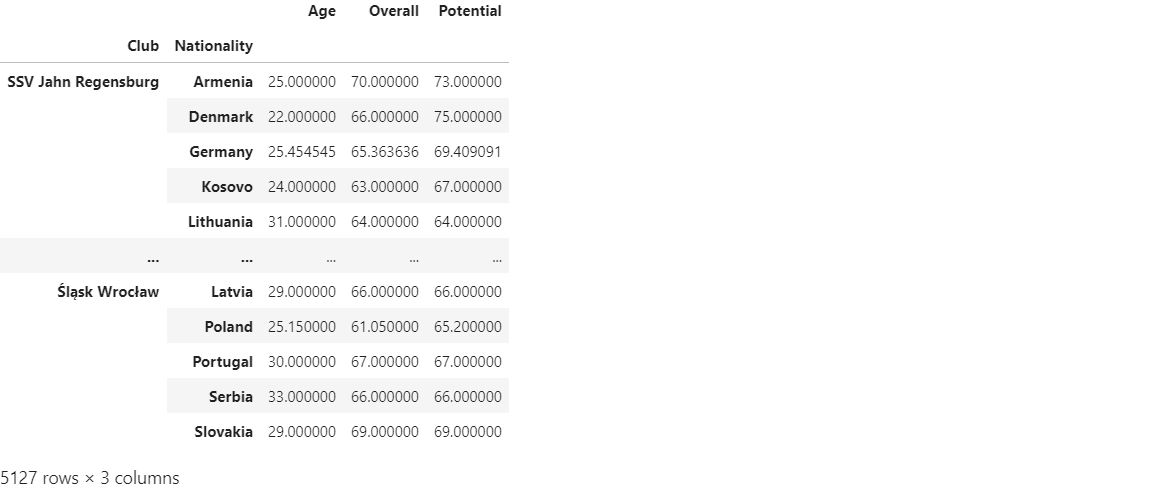 Age Overall Potential
Club Nationality
SSV Jahn Regensburg Armenia 25.000000 70.000000 73.000000
Denmark 22.000000 66.000000 75.000000
Germany 25.454545 65.363636 69.409091
Kosovo 24.000000 63.000000 67.000000
Lithuania 31.000000 64.000000 64.000000
... ... ... ... ...
Śląsk Wrocław Latvia 29.000000 66.000000 66.000000
Poland 25.150000 61.050000 65.200000
Portugal 30.000000 67.000000 67.000000
Serbia 33.000000 66.000000 66.000000
Slovakia 29.000000 69.000000 69.000000
5127 rows × 3 columns